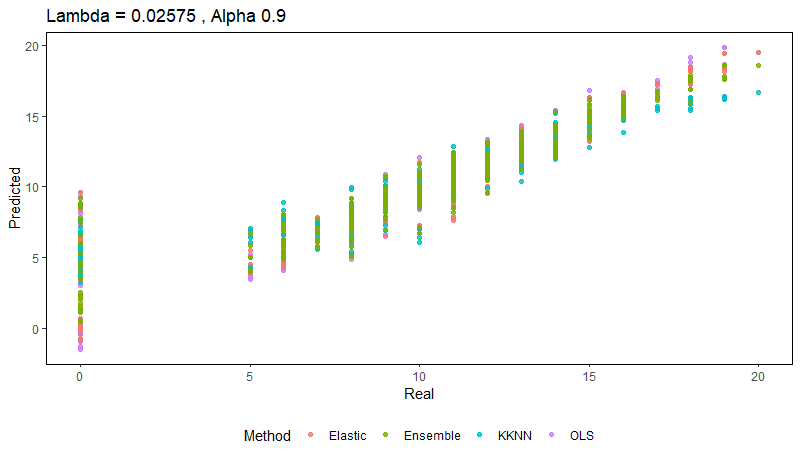 Lambda = 0.02575 , Alpha 0.9
20
15
10
5
0
Predicted
0 5 10 15 20
Real
Method Elastic Ensemble KKNN OLS